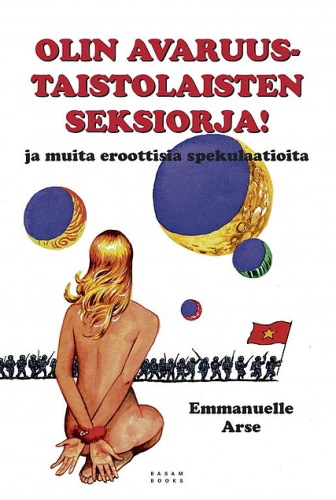 OLIN AVARUUS-
TAISTOLAISTEN
SEKSIORJA!
ja muita eroottisia spekulaatioita
Emmanuelle
Arse
BASAM
BOOKS